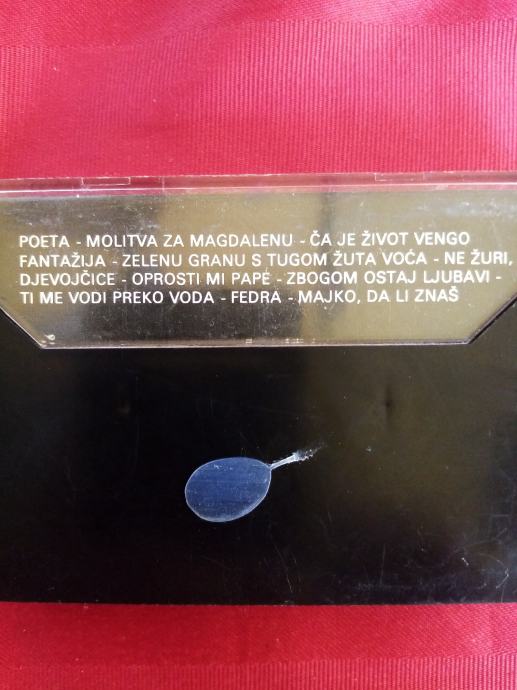 POETA - MOLITVA ZA MAGDALENU - ČA JE ŽIVOT VENGO
FANTAŽIJA - ZELENU GRANU S TUGOM ŽUTA VOĆA - NE ŽURI,
DJEVOJČICE - OPROSTI MI PAPÉ - ZBOGOM OSTAJ LJUBAVI -
TI ME VODI PREKO VODA - FEDRA - MAJKO, DA LI ZNAŠ